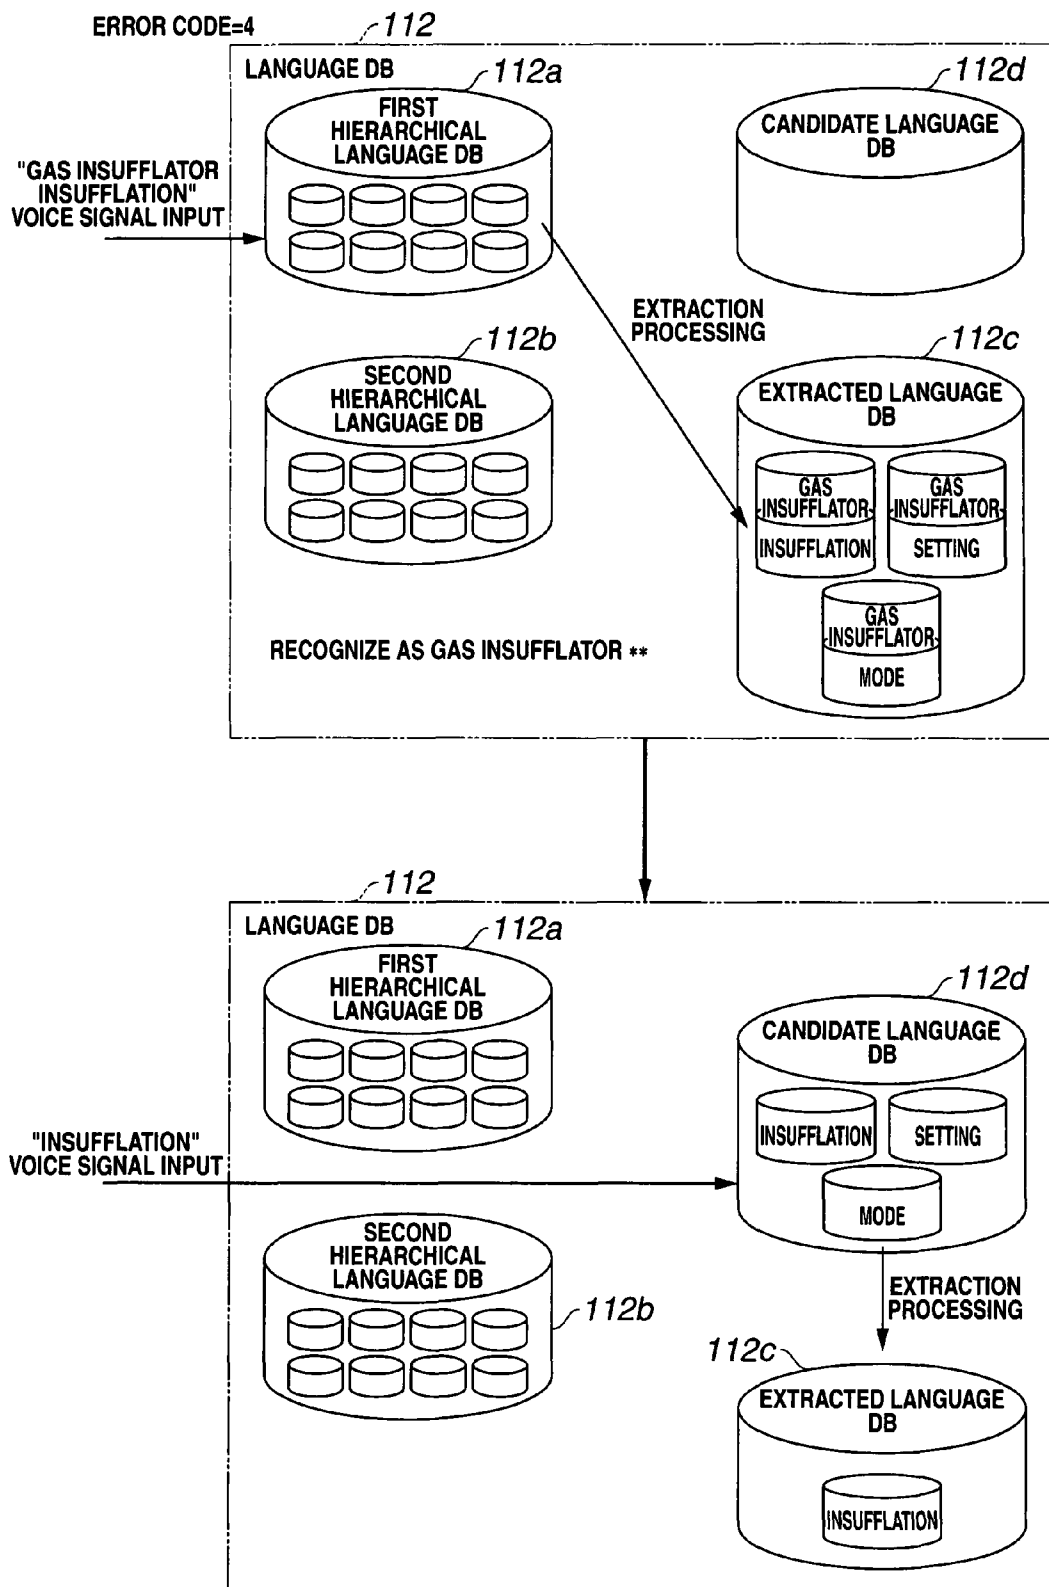 ERROR CODE=4
112
LANGUAGE DB
112a
FIRST
HIERARCHICAL
LANGUAGE DB
112d
CANDIDATE LANGUAGE
DB
"GAS INSUFFLATOR
INSUFFLATION"
VOICE SIGNAL INPUT
EXTRACTION
PROCESSING
112b
SECOND
HIERARCHICAL
LANGUAGE DB
112c
EXTRACTED LANGUAGE
DB
GAS
INSUFFLATOR
INSUFFLATION
GAS
INSUFFLATOR
SETTING
GAS
INSUFFLATOR
MODE
RECOGNIZE AS GAS INSUFFLATOR **
112
LANGUAGE DB
112a
FIRST
HIERARCHICAL
LANGUAGE DB
112d
CANDIDATE LANGUAGE
DB
INSUFFLATION
SETTING
MODE
"INSUFFLATION"
VOICE SIGNAL INPUT
SECOND
HIERARCHICAL
LANGUAGE DB
112b
EXTRACTION
PROCESSING
112c
EXTRACTED LANGUAGE
DB
INSUFFLATION